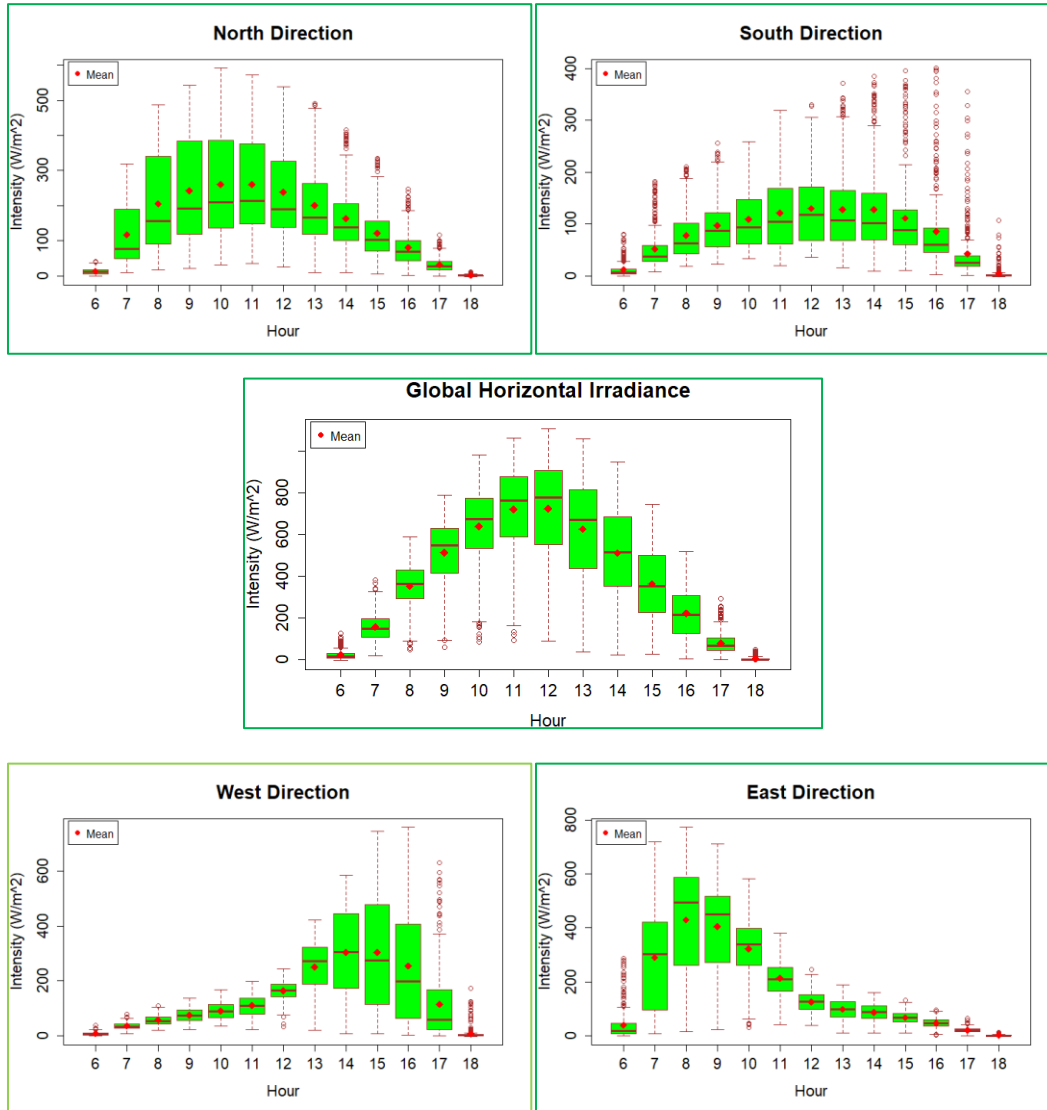 North Direction
Mean
Intensity (W/m^2)
0 100 300 500
6 7 8 9 10 11 12 13 14 15 16 17 18
Hour
South Direction
Mean
Intensity (W/m^2)
0 100 200 300 400
6 7 8 9 10 11 12 13 14 15 16 17 18
Hour
Global Horizontal Irradiance
Mean
Intensity (W/m^2)
0 200 400 600 800
6 7 8 9 10 11 12 13 14 15 16 17 18
Hour
West Direction
Mean
Intensity (W/m^2)
0 200 400 600
6 7 8 9 10 11 12 13 14 15 16 17 18
Hour
East Direction
Mean
Intensity (W/m^2)
0 200 400 600 800
6 7 8 9 10 11 12 13 14 15 16 17 18
Hour